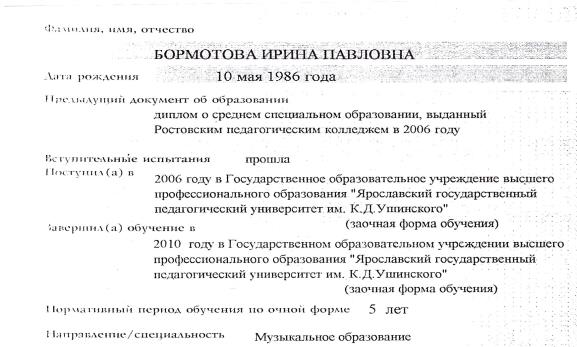 Фамилия, имя, отчество
БОРМОТОВА ИРИНА ПАВЛОВНА
Дата рождения 10 мая 1986 года
Предыдущий документ об образовании
диплом о среднем специальном образовании, выданный
Ростовским педагогическим колледжем в 2006 году
Вступительные испытания прошла
Поступил(а) в
2006 году в Государственное образовательное учреждение высшего
профессионального образования "Ярославский государственный
педагогический университет им. К.Д.Ушинского"
(заочная форма обучения)
Завершил(а) обучение в
2010 году в Государственном образовательном учреждении высшего
профессионального образования "Ярославский государственный
педагогический университет им. К.Д.Ушинского"
(заочная форма обучения)
Нормативный период обучения по очной форме 5 лет
Направление/специальность Музыкальное образование